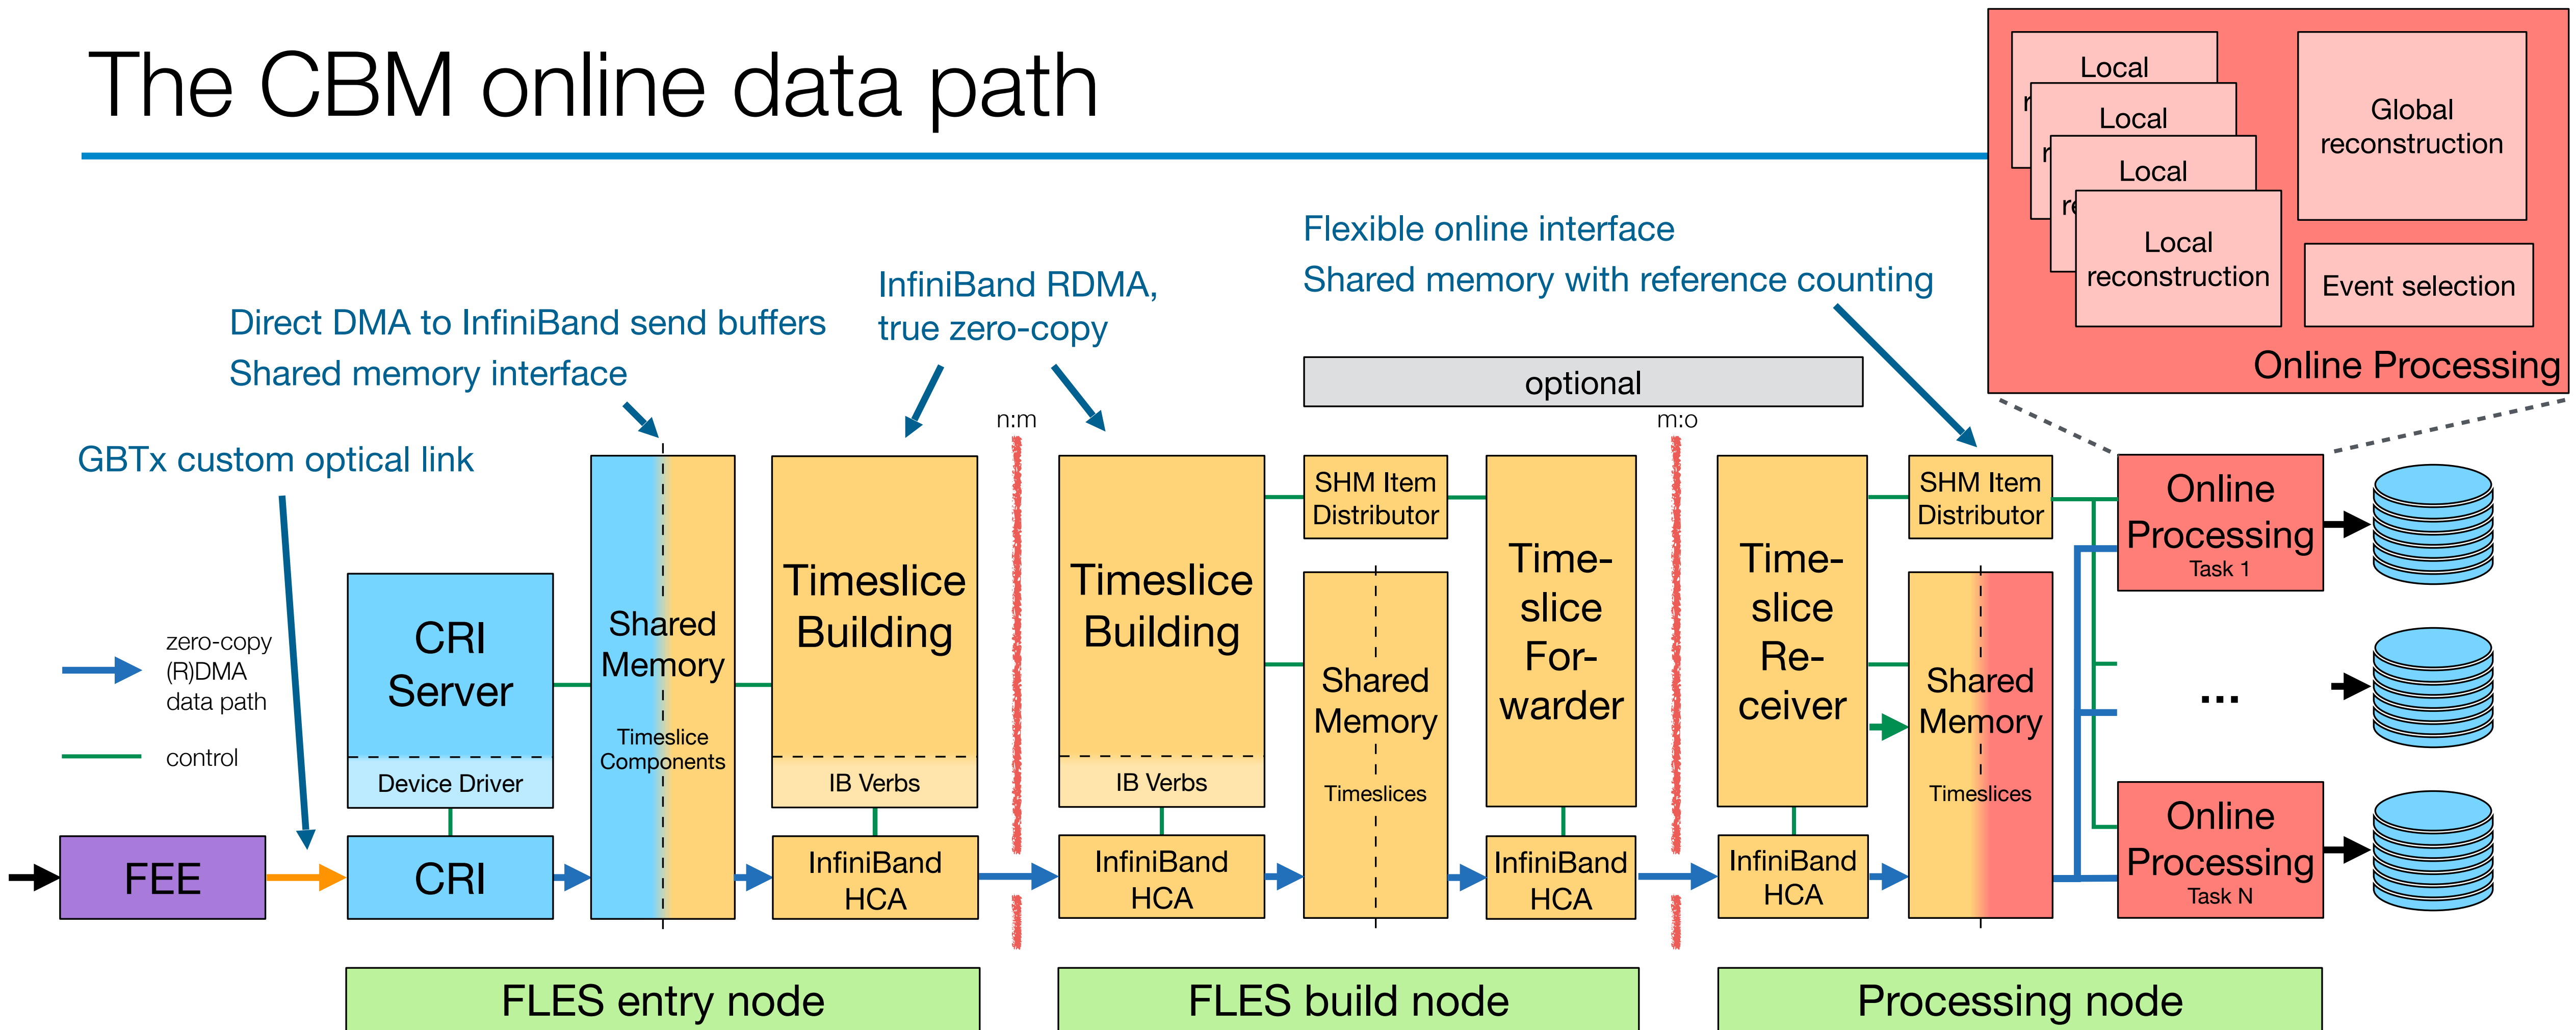 The CBM online data path
Local
r
Local
r
Local
re
Local
reconstruction
Global
reconstruction
Event selection
Online Processing
Flexible online interface
Shared memory with reference counting
InfiniBand RDMA,
true zero-copy
Direct DMA to InfiniBand send buffers
Shared memory interface
GBTx custom optical link
optional
n:m
m:o
zero-copy
(R)DMA
data path
control
FEE
CRI
Server
Device Driver
CRI
Shared
Memory
Timeslice
Components
Timeslice
Building
IB Verbs
InfiniBand
HCA
Timeslice
Building
IB Verbs
InfiniBand
HCA
SHM Item
Distributor
Shared
Memory
Timeslices
Time-
slice
For-
warder
InfiniBand
HCA
Time-
slice
Re-
ceiver
InfiniBand
HCA
SHM Item
Distributor
Shared
Memory
Timeslices
Online
Processing
Task 1
...
Online
Processing
Task N
FLES entry node
FLES build node
Processing node